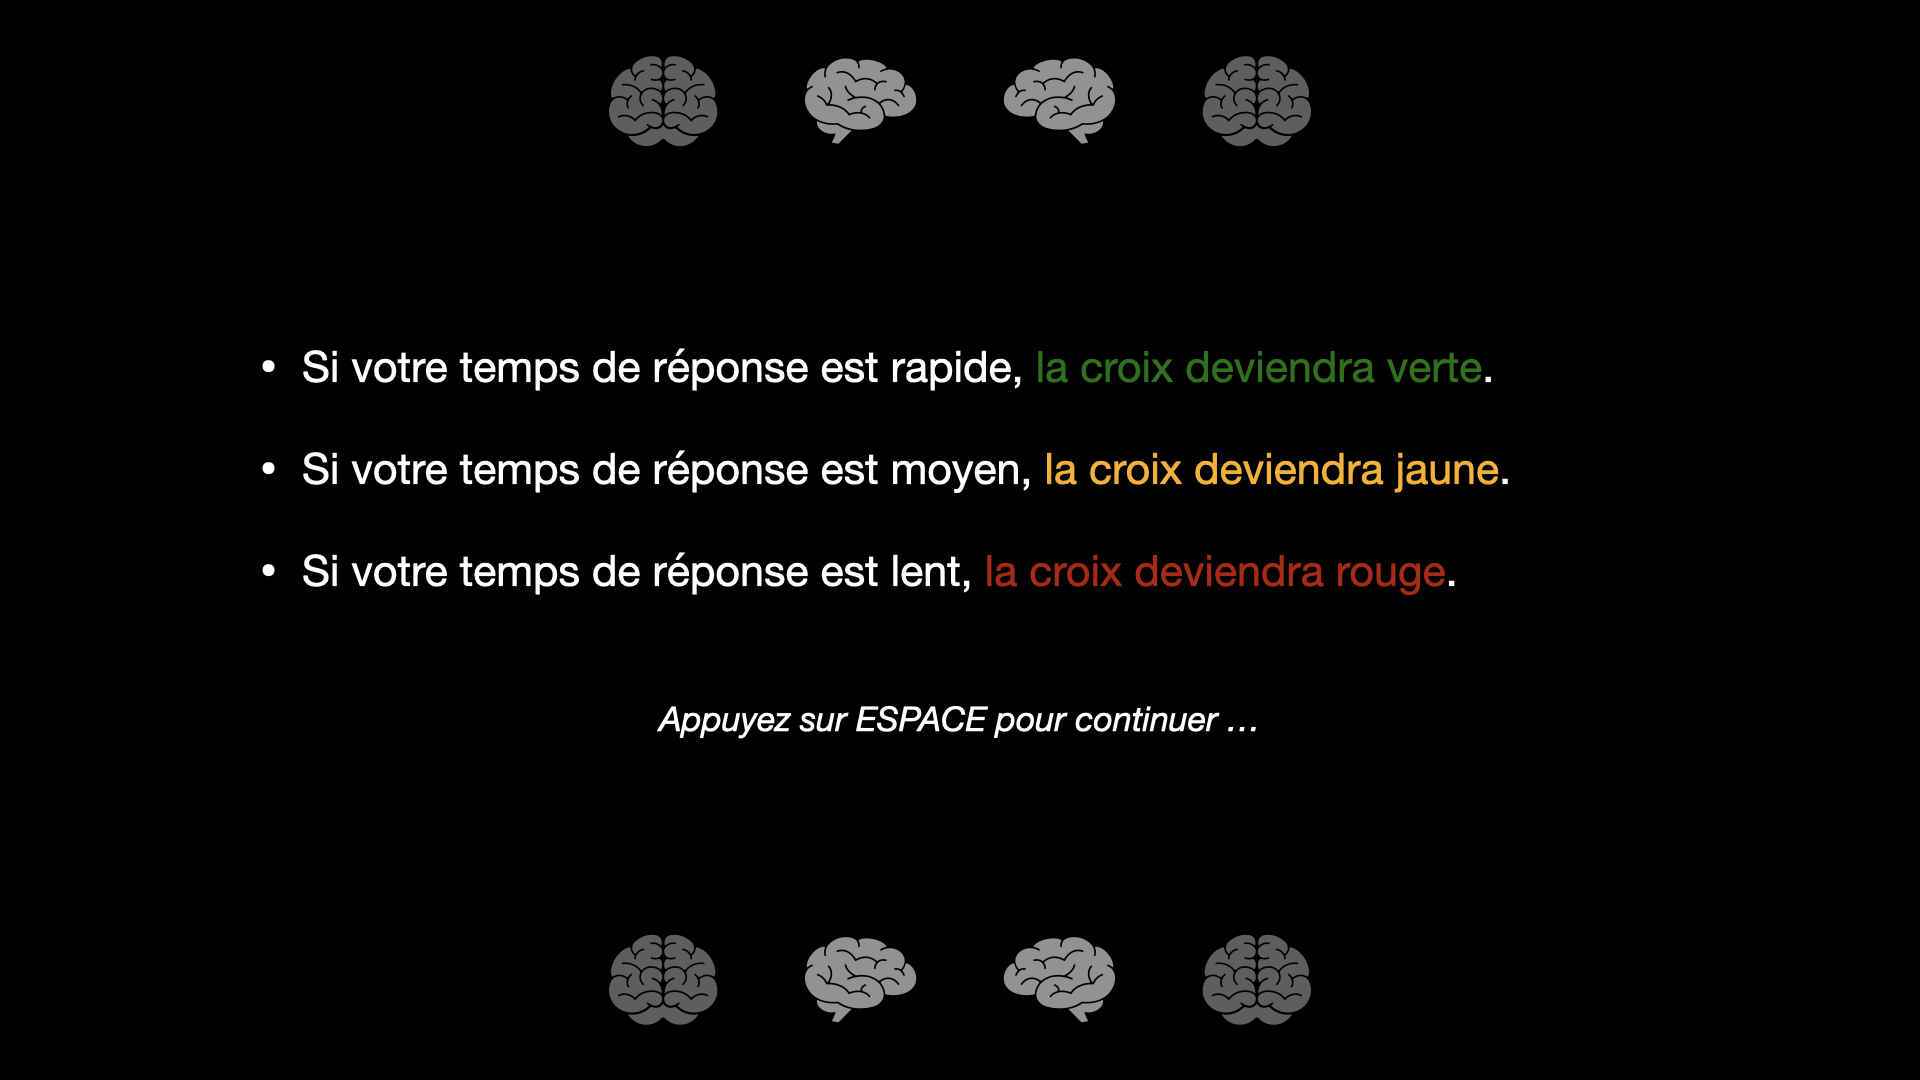 • Si votre temps de réponse est rapide, la croix deviendra verte.
• Si votre temps de réponse est moyen, la croix deviendra jaune.
• Si votre temps de réponse est lent, la croix deviendra rouge.
Appuyez sur ESPACE pour continuer …